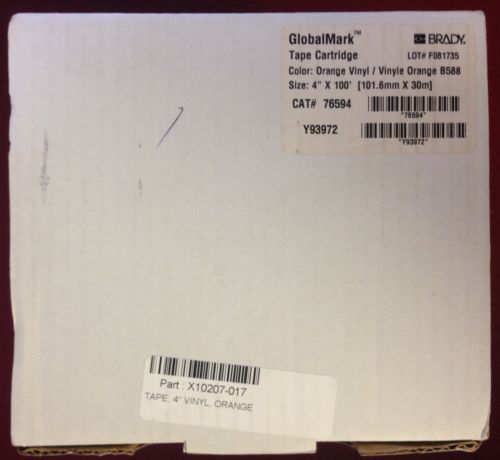 GlobalMark™ BRADY.
Tape Cartridge LOT# F081735
Color: Orange Vinyl / Vinyle Orange B588
Size: 4" X 100' [101.6mm X 30m]
CAT# 76594
"76594"
Y93972
"Y93972"
Part : X10207-017
TAPE, 4" VINYL, ORANGE